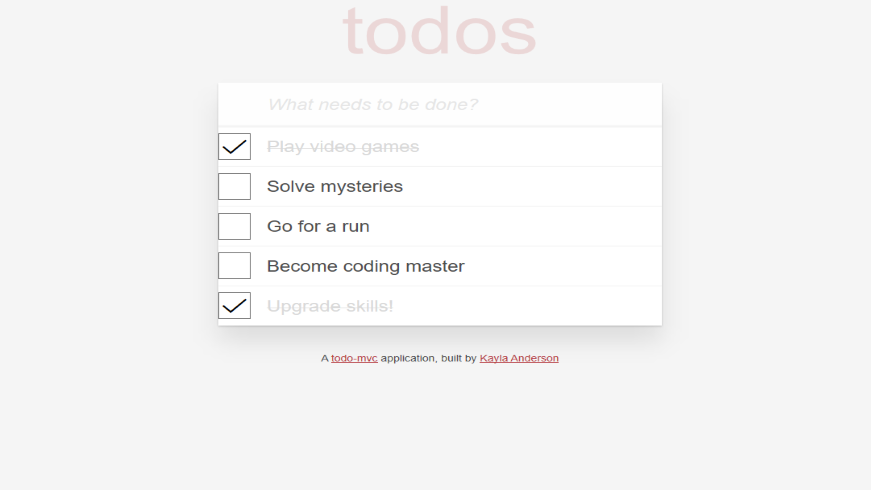 todos
What needs to be done?
Play video games
Solve mysteries
Go for a run
Become coding master
Upgrade skills!
A todo-mvc application, built by Kayla Anderson